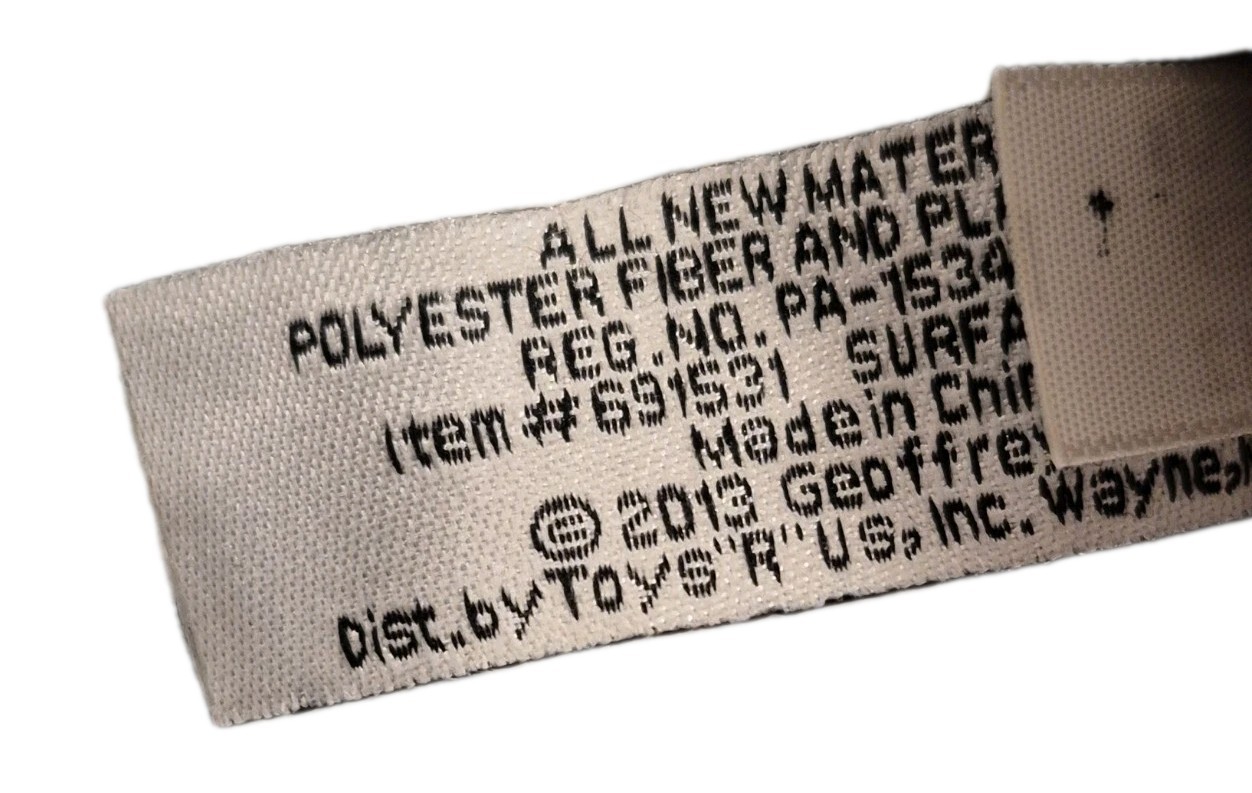 ALL NEW MATER
POLYESTER FIBER AND PL
REG.NO. PA-1534
Item # 691531 SURFA
Made in Chin
© 2013 Geoffrey
Dist.by Toys"R"US, Inc. Wayne,